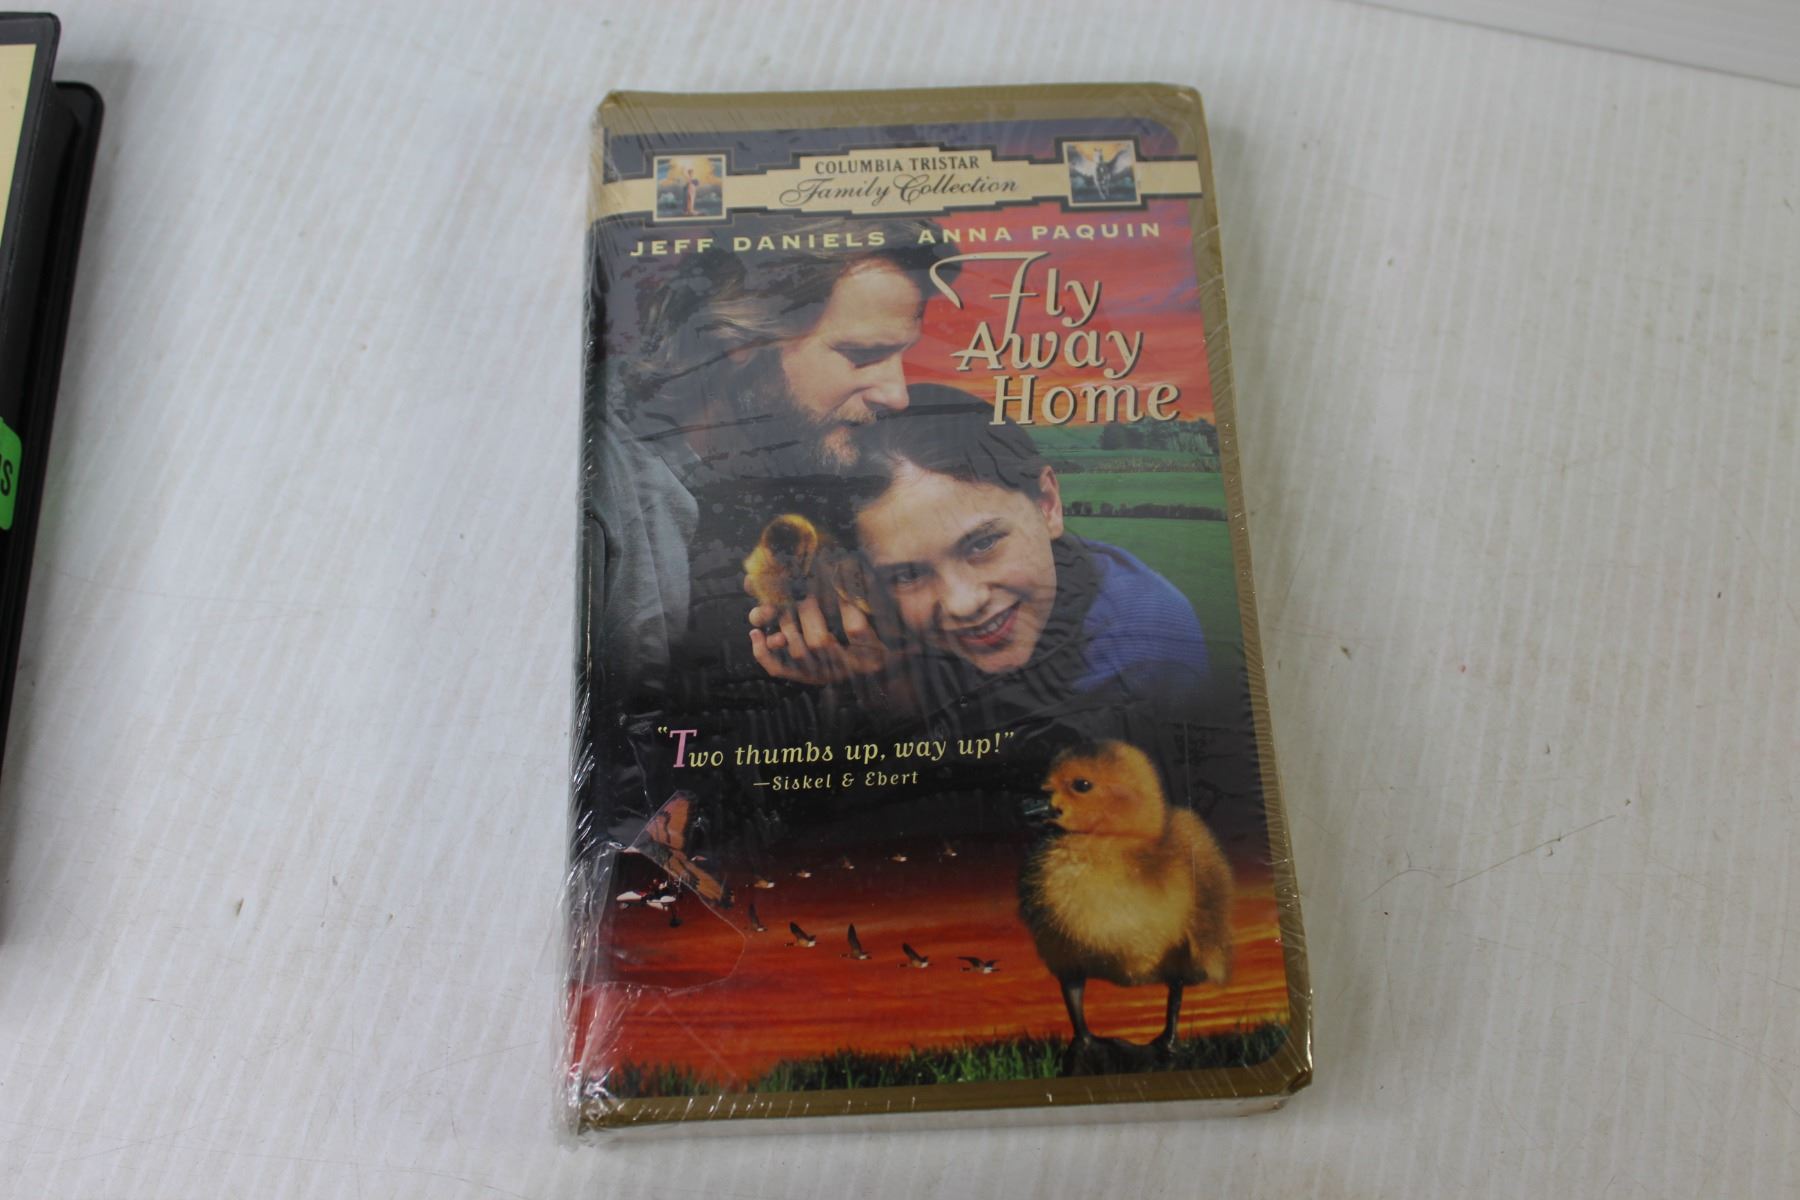 COLUMBIA TRISTAR
Family Collection
JEFF DANIELS ANNA PAQUIN
Fly
Away
Home
"Two thumbs up, way up!"
—Siskel & Ebert